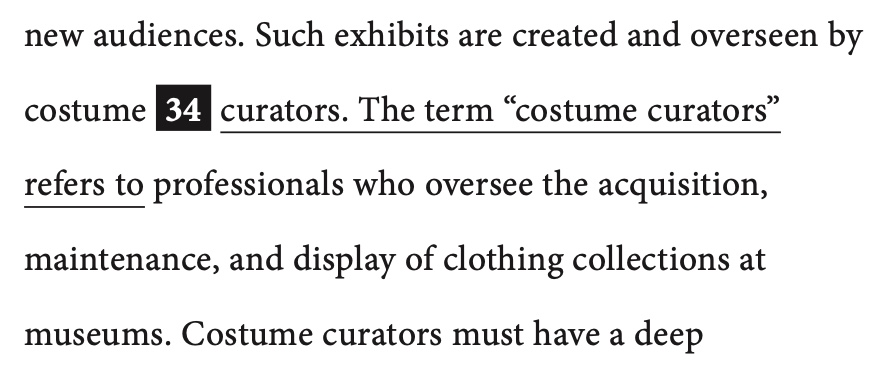 new audiences. Such exhibits are created and overseen by
costume 34 curators. The term “costume curators”
refers to professionals who oversee the acquisition,
maintenance, and display of clothing collections at
museums. Costume curators must have a deep